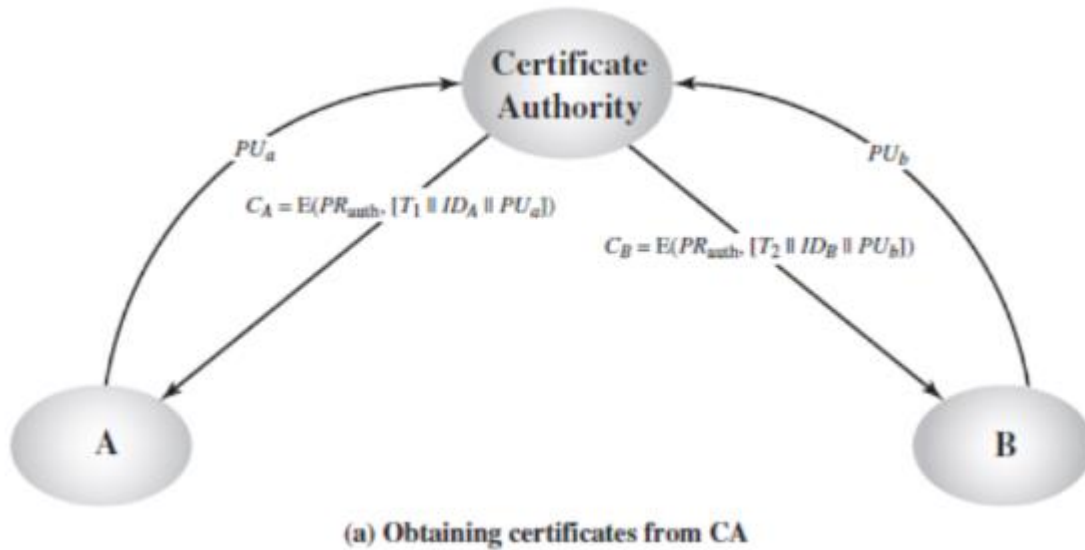 Certificate
Authority
PUa
PUb
CA = E(PRauth, [T1 || IDA || PUa])
CB = E(PRauth, [T2 || IDB || PUb])
A
B
(a) Obtaining certificates from CA